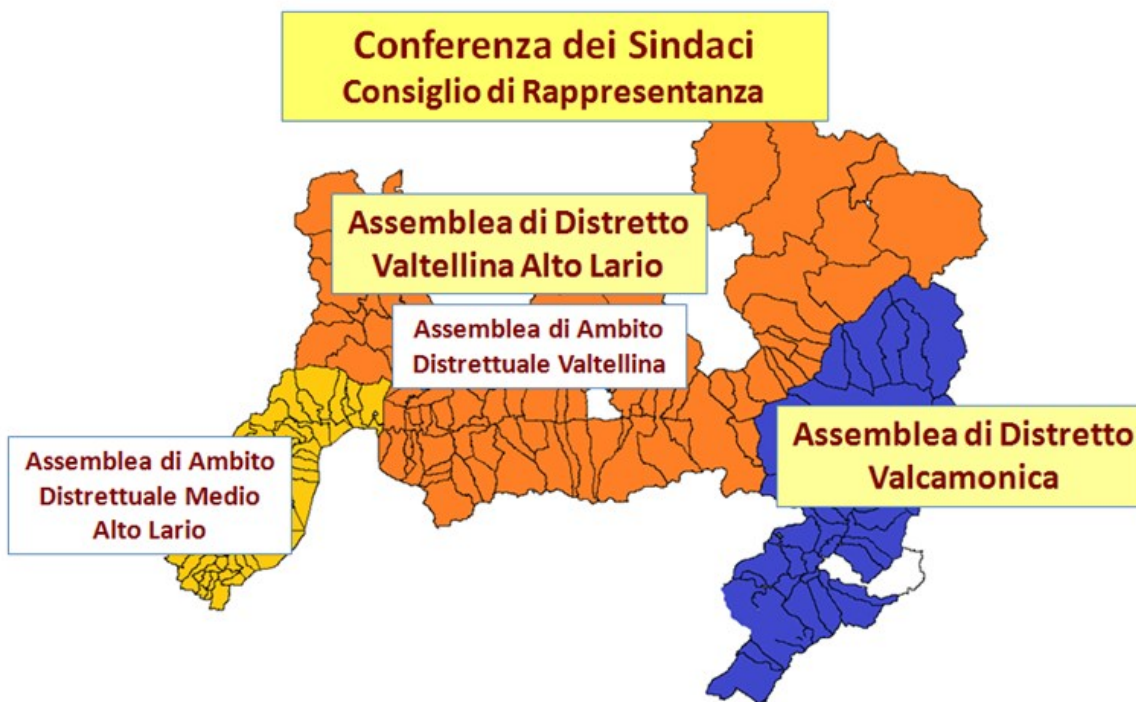 Conferenza dei Sindaci
Consiglio di Rappresentanza
Assemblea di Distretto
Valtellina Alto Lario
Assemblea di Ambito
Distrettuale Valtellina
Assemblea di Distretto
Valcamonica
Assemblea di Ambito
Distrettuale Medio
Alto Lario